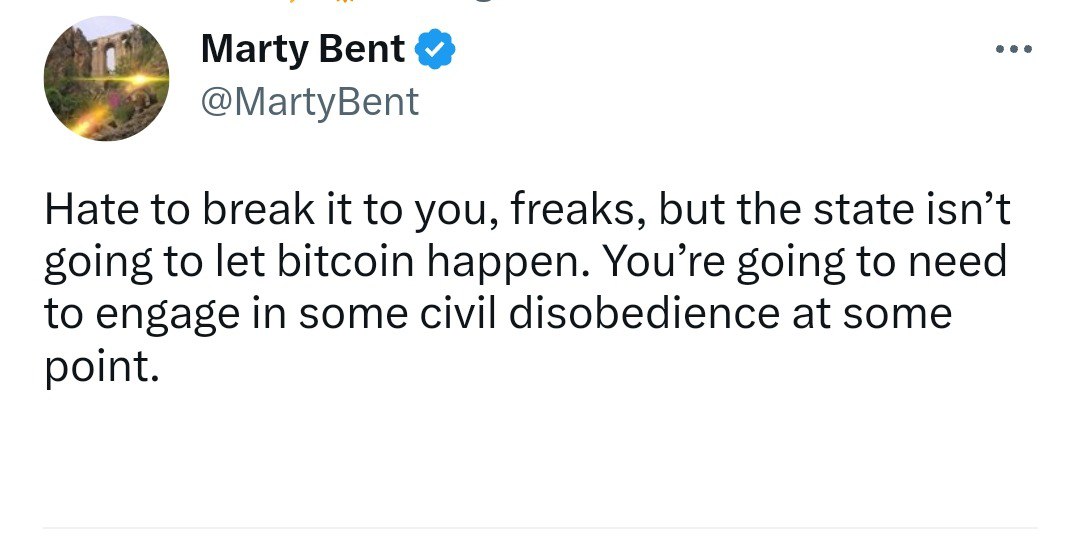 Marty Bent
@MartyBent
Hate to break it to you, freaks, but the state isn’t
going to let bitcoin happen. You’re going to need
to engage in some civil disobedience at some
point.